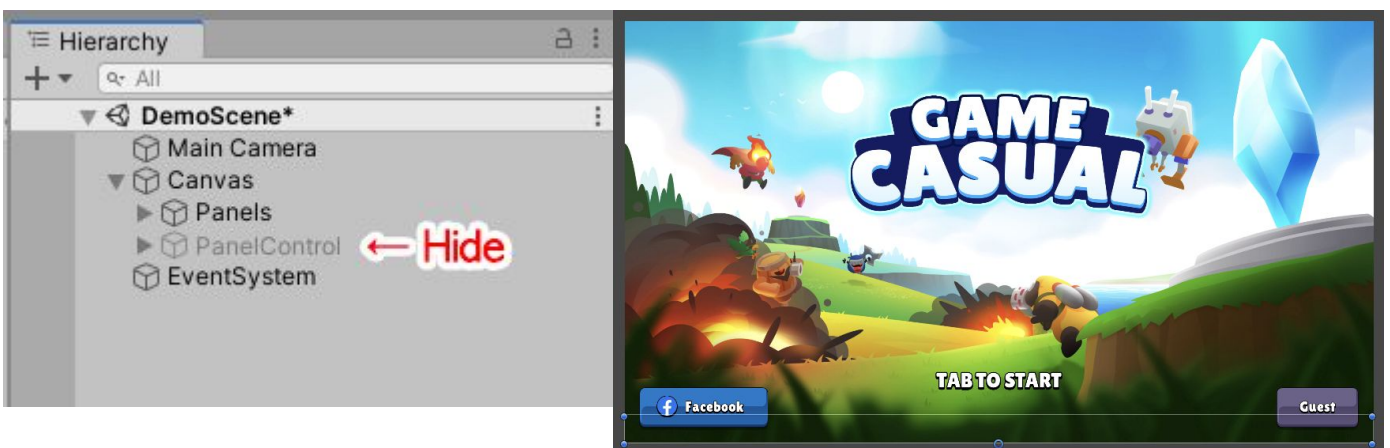 Hierarchy
All
DemoScene*
Main Camera
Canvas
Panels
PanelControl ← Hide
EventSystem
GAME
CASUAL
TAB TO START
Facebook
Guest